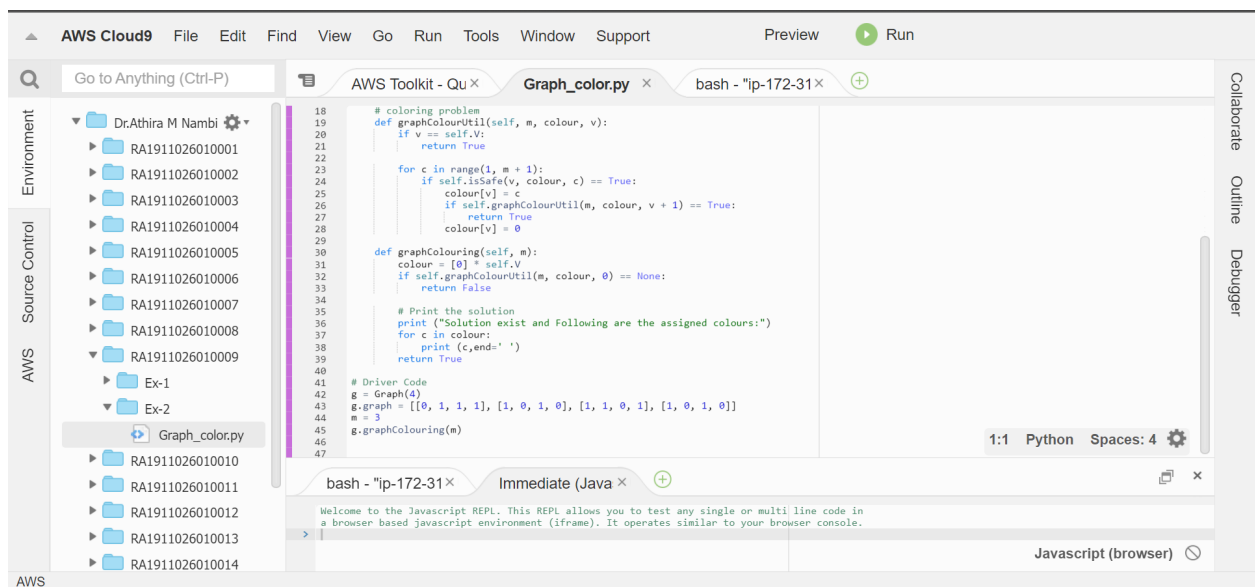 AWS Cloud9 File Edit Find View Go Run Tools Window Support Preview Run
Go to Anything (Ctrl-P)
AWS Toolkit - Qu× Graph_color.py × bash - "ip-172-31×
Environment
Source Control
AWS
Dr.Athira M Nambi
RA1911026010001
RA1911026010002
RA1911026010003
RA1911026010004
RA1911026010005
RA1911026010006
RA1911026010007
RA1911026010008
RA1911026010009
Ex-1
Ex-2
Graph_color.py
RA1911026010010
RA1911026010011
RA1911026010012
RA1911026010013
RA1911026010014
18 # coloring problem
19 def graphColourUtil(self, m, colour, v):
20 if v == self.V:
21 return True
22
23 for c in range(1, m + 1):
24 if self.isSafe(v, colour, c) == True:
25 colour[v] = c
26 if self.graphColourUtil(m, colour, v + 1) == True:
27 return True
28 colour[v] = 0
29
30 def graphColouring(self, m):
31 colour = [0] * self.V
32 if self.graphColourUtil(m, colour, 0) == None:
33 return False
34
35 # Print the solution
36 print ("Solution exist and Following are the assigned colours:")
37 for c in colour:
38 print (c,end=' ')
39 return True
40
41 # Driver Code
42 g = Graph(4)
43 g.graph = [[0, 1, 1, 1], [1, 0, 1, 0], [1, 1, 0, 1], [1, 0, 1, 0]]
44 m = 3
45 g.graphColouring(m)
46
47
1:1 Python Spaces: 4
bash - "ip-172-31× Immediate (Java ×
Welcome to the Javascript REPL. This REPL allows you to test any single or multi line code in
a browser based javascript environment (iframe). It operates similar to your browser console.
>
Javascript (browser)
Collaborate
Outline
Debugger
AWS